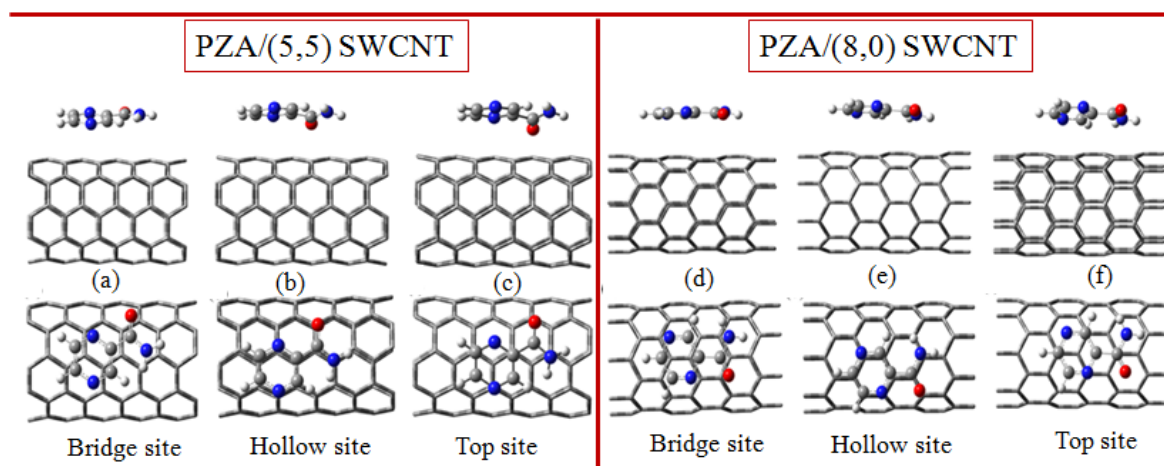 PZA/(5,5) SWCNT
PZA/(8,0) SWCNT
(a)
(b)
(c)
(d)
(e)
(f)
Bridge site
Hollow site
Top site
Bridge site
Hollow site
Top site